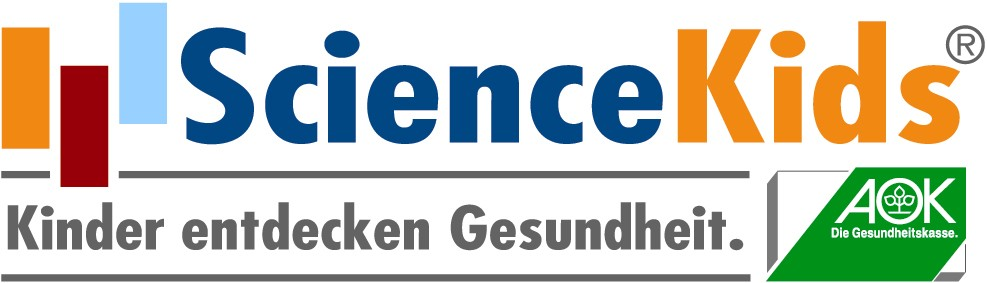 ScienceKids®
Kinder entdecken Gesundheit.
AOK
Die Gesundheitskasse.